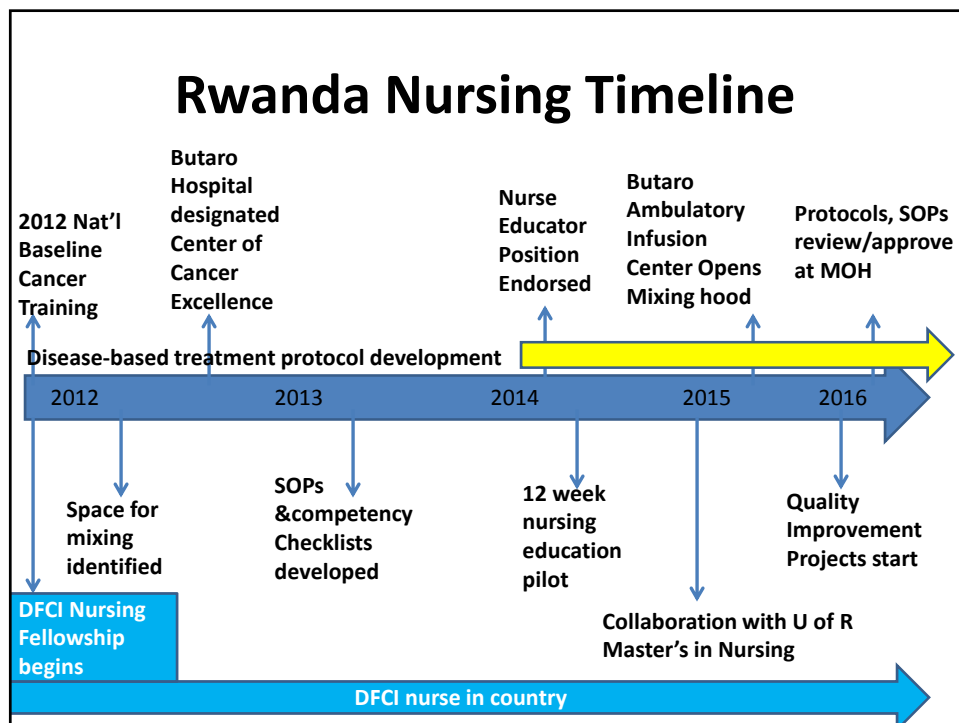 Rwanda Nursing Timeline
2012 Nat'l
Baseline
Cancer
Training
Butaro
Hospital
designated
Center of
Cancer
Excellence
Nurse
Educator
Position
Endorsed
Butaro
Ambulatory
Infusion
Center Opens
Mixing hood
Protocols, SOPs
review/approve
at MOH
Disease-based treatment protocol development
2012
2013
2014
2015
2016
Space for
mixing
identified
SOPs
&competency
Checklists
developed
12 week
nursing
education
pilot
Collaboration with U of R
Master's in Nursing
Quality
Improvement
Projects start
DFCI Nursing
Fellowship
begins
DFCI nurse in country